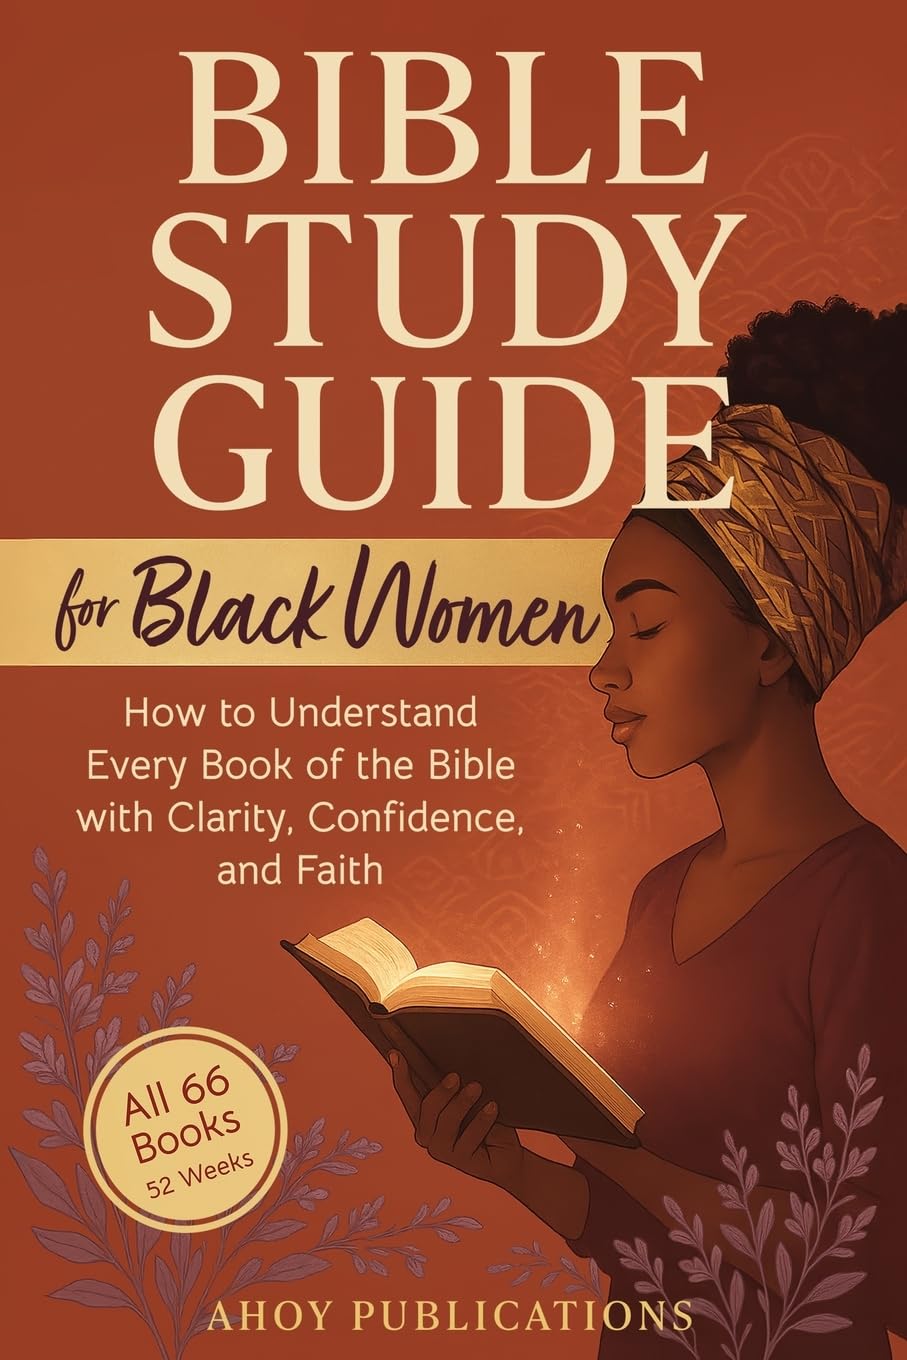 BIBLE
STUDY
GUIDE
for Black Women
How to Understand
Every Book of the Bible
with Clarity, Confidence,
and Faith
All 66
Books
52 Weeks
AHOY PUBLICATIONS